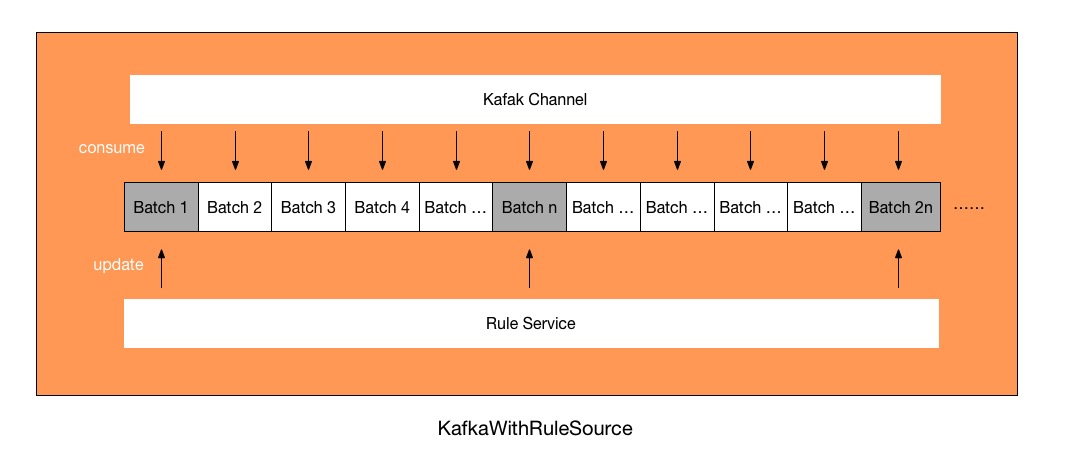 Kafak Channel
consume
Batch 1 Batch 2 Batch 3 Batch 4 Batch ... Batch n Batch ... Batch ... Batch ... Batch ... Batch 2n ......
update
Rule Service
KafkaWithRuleSource